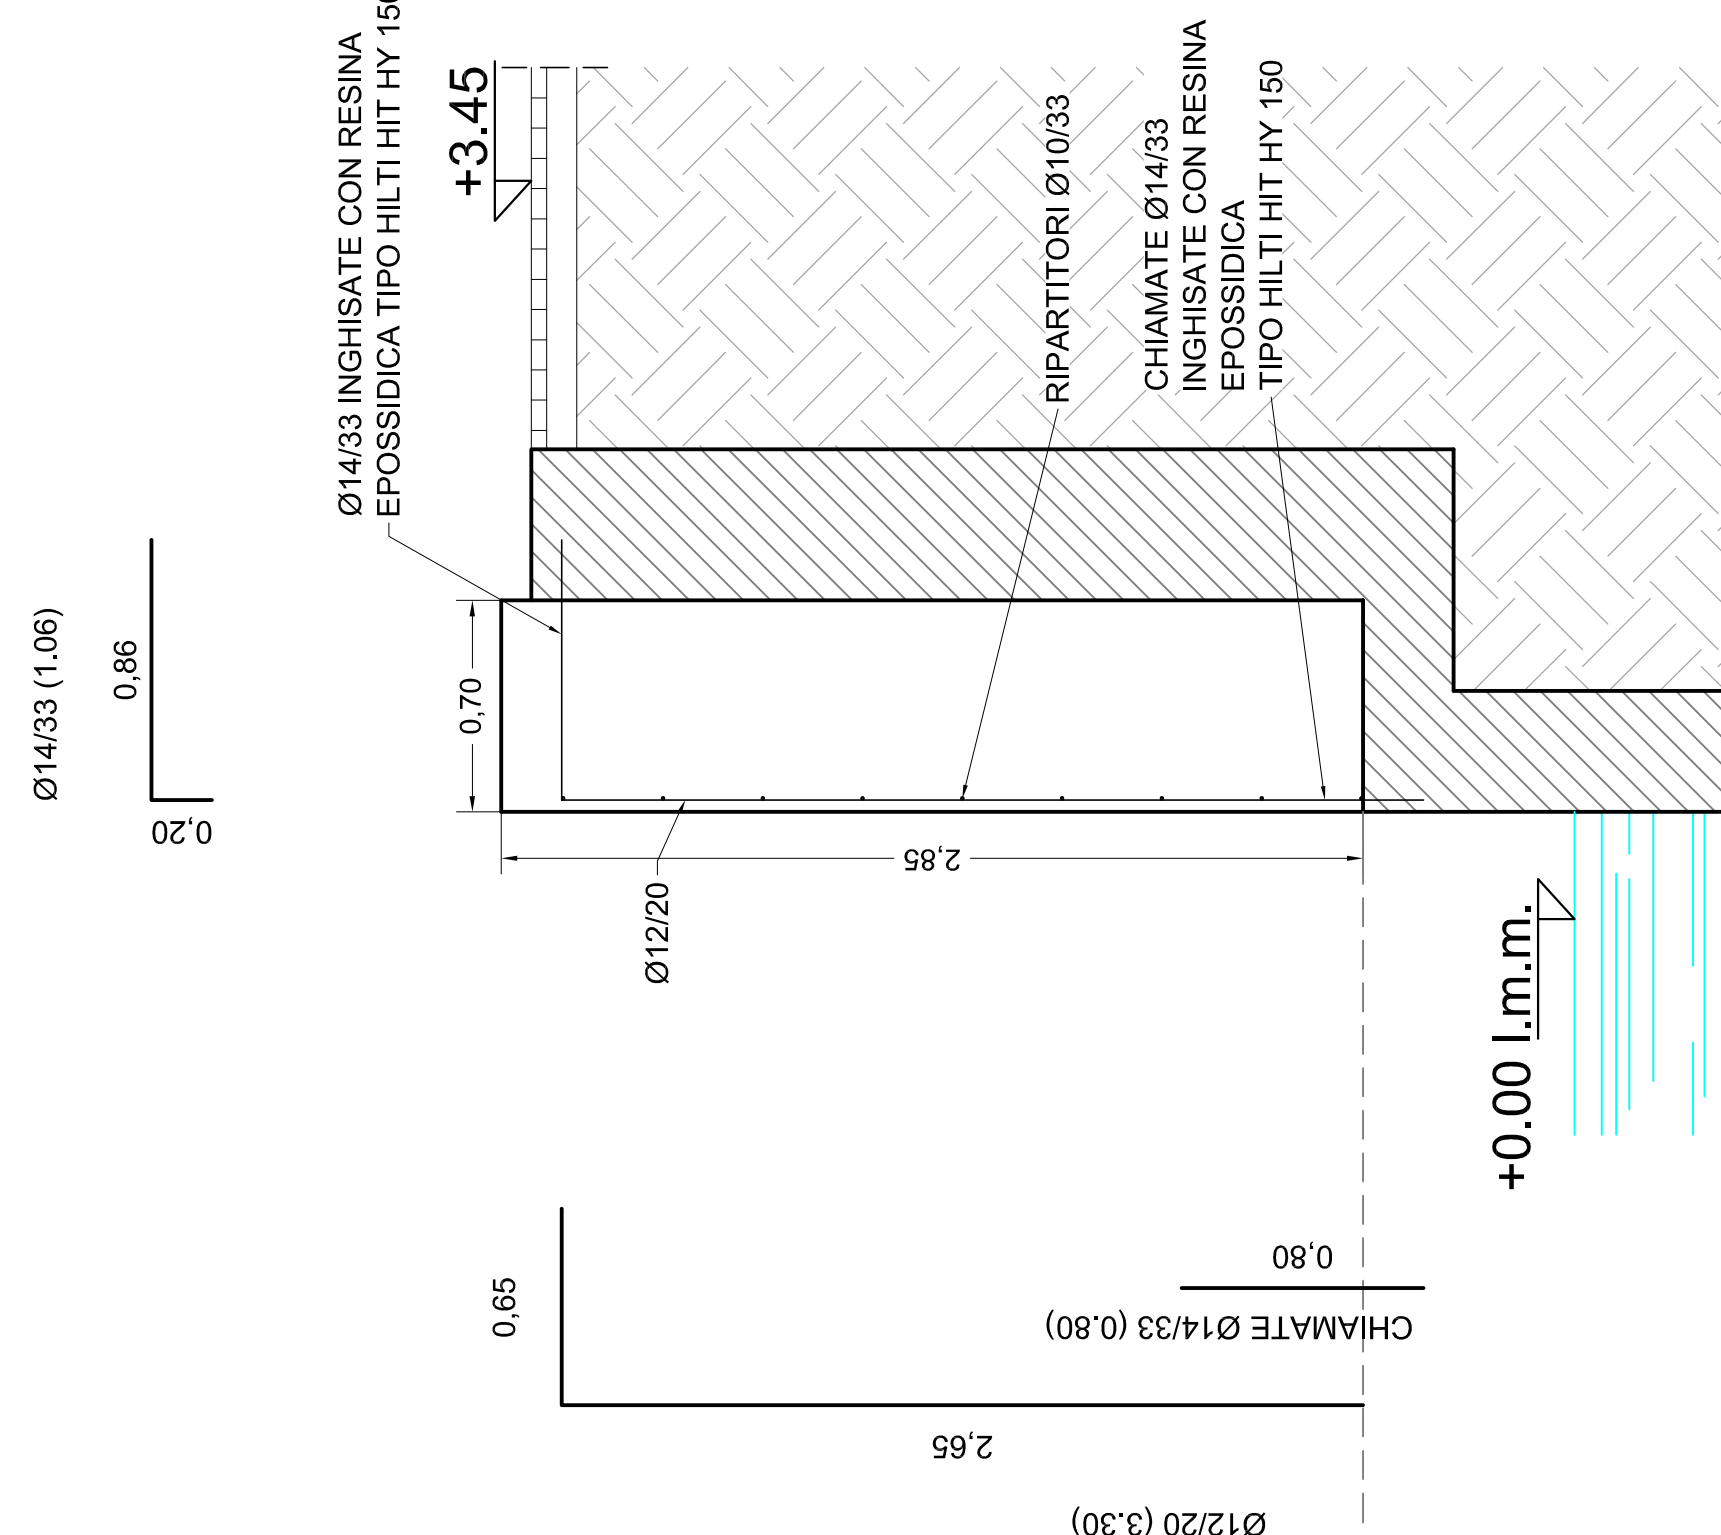 Ø14/33 (1.06)
0,86
0,20
Ø14/33 INGHISATE CON RESINA
EPOSSIDICA TIPO HILTI HIT HY 150
+3.45
0,70
2,85
Ø12/20
RIPARTITORI Ø10/33
CHIAMATE Ø14/33
INGHISATE CON RESINA
EPOSSIDICA
TIPO HILTI HIT HY 150
+0.00 l.m.m.
0,65
0,80
CHIAMATE Ø14/33 (0.80)
2,65
Ø12/20 (3.30)